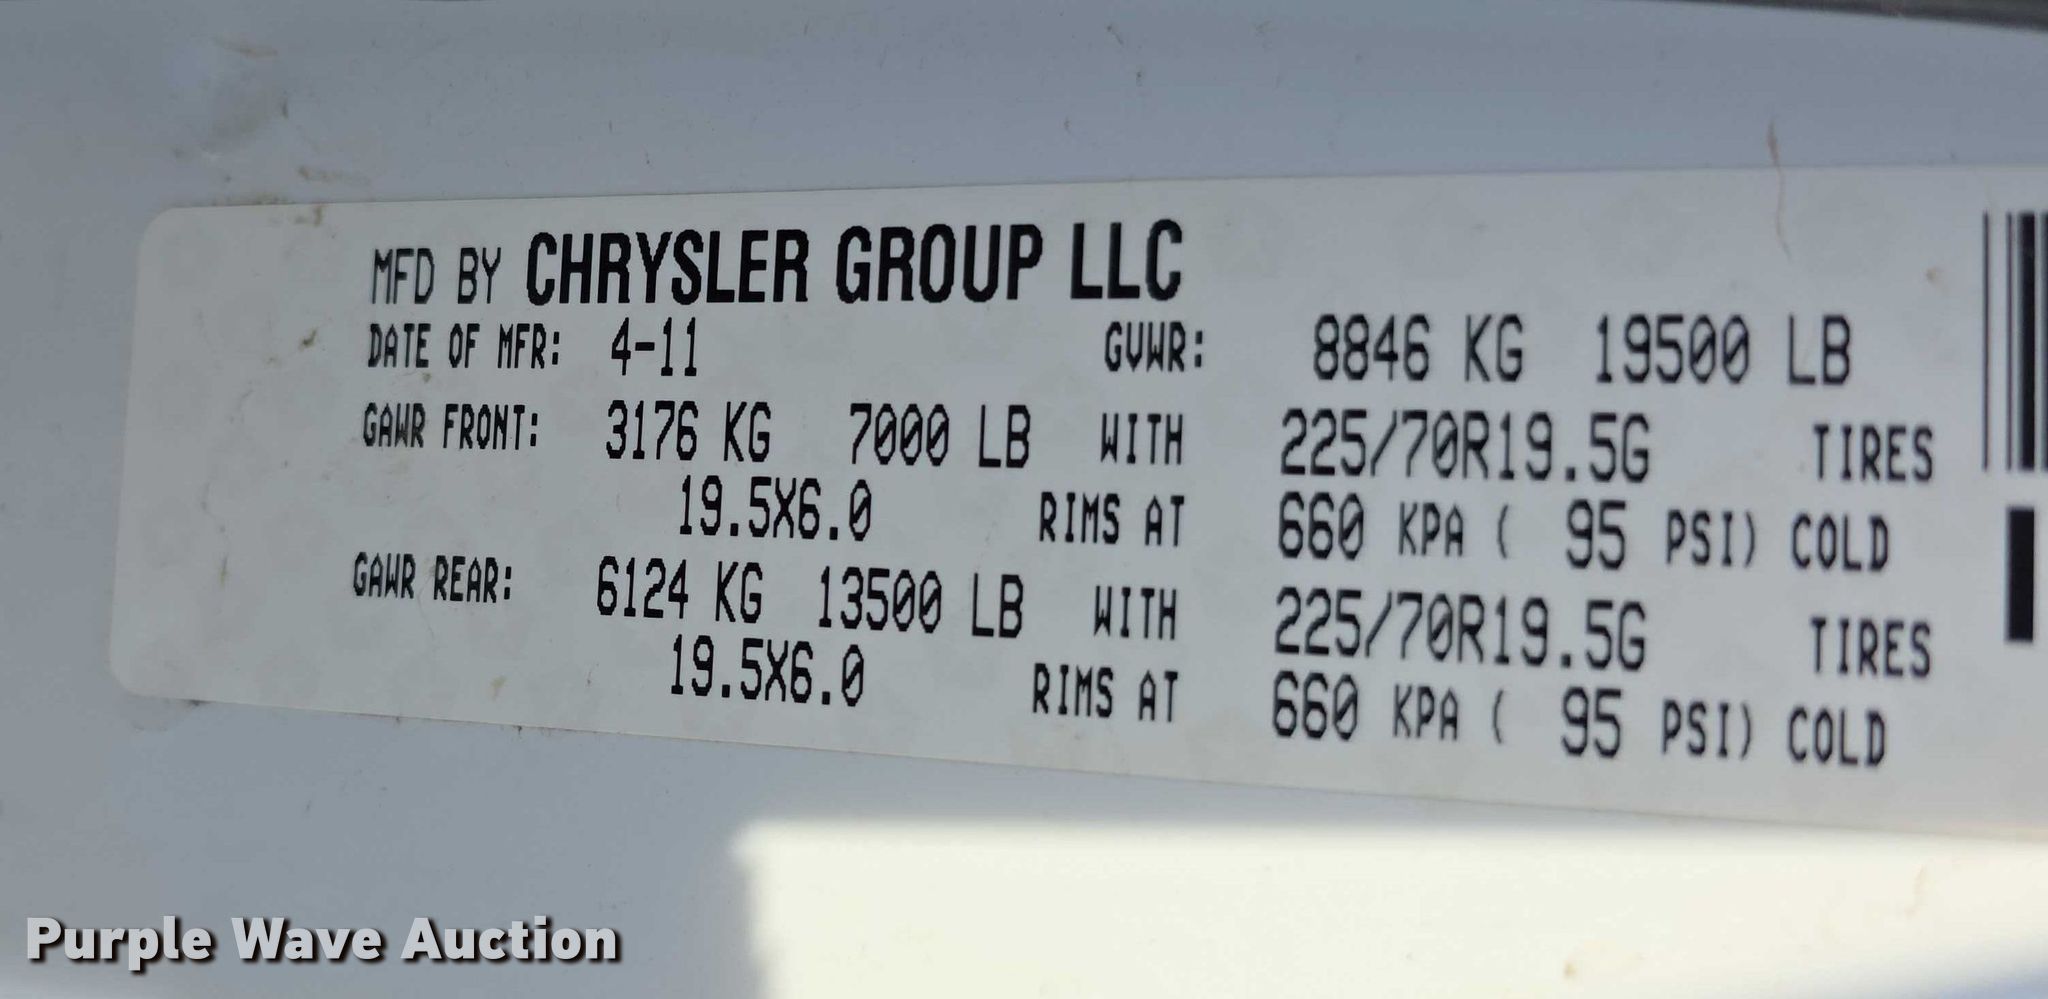 MFD BY CHRYSLER GROUP LLC
DATE OF MFR: 4-11 GVWR: 8846 KG 19500 LB
GAWR FRONT: 3176 KG 7000 LB WITH 225/70R19.5G TIRES
19.5X6.0 RIMS AT 660 KPA ( 95 PSI) COLD
GAWR REAR: 6124 KG 13500 LB WITH 225/70R19.5G TIRES
19.5X6.0 RIMS AT 660 KPA ( 95 PSI) COLD
Purple Wave Auction